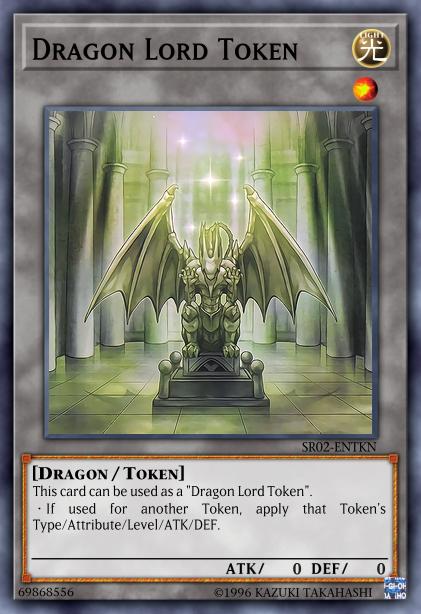 DRAGON LORD TOKEN
LIGHT
光
SR02-ENTKN
[DRAGON / TOKEN]
This card can be used as a "Dragon Lord Token".
・If used for another Token, apply that Token's
Type/Attribute/Level/ATK/DEF.
ATK/ 0 DEF/ 0
69868556
©1996 KAZUKI TAKAHASHI